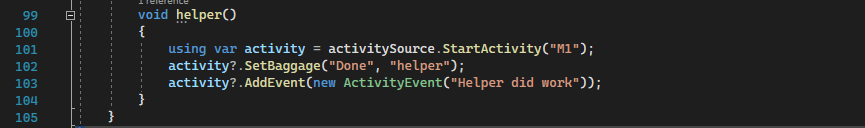 1 reference
99 void helper()
100 {
101 using var activity = activitySource.StartActivity("M1");
102 activity?.SetBaggage("Done", "helper");
103 activity?.AddEvent(new ActivityEvent("Helper did work"));
104 }
105 }